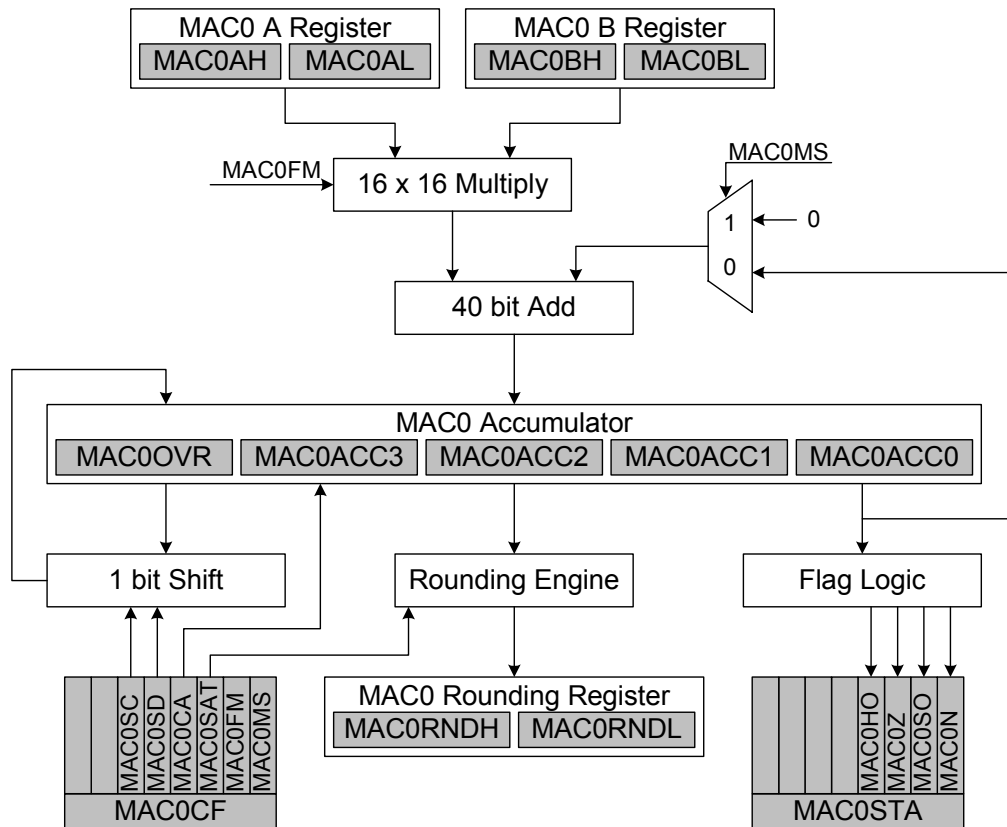 MAC0 A Register
MAC0AH MAC0AL
MAC0 B Register
MAC0BH MAC0BL
MAC0FM
16 x 16 Multiply
MAC0MS
1
0
0
40 bit Add
MAC0 Accumulator
MAC0OVR MAC0ACC3 MAC0ACC2 MAC0ACC1 MAC0ACC0
1 bit Shift
Rounding Engine
Flag Logic
MAC0SC
MAC0SD
MAC0CA
MAC0SAT
MAC0FM
MAC0MS
MAC0CF
MAC0 Rounding Register
MAC0RNDH MAC0RNDL
MAC0HO
MAC0Z
MAC0SO
MAC0N
MAC0STA